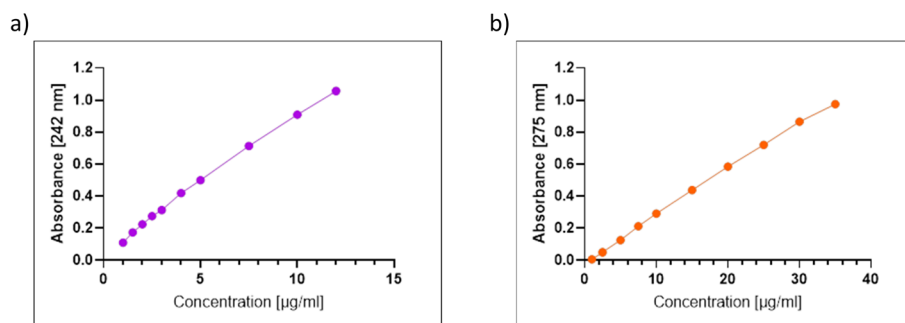 a)
1.2
1.0
0.8
0.6
0.4
0.2
0.0
0 5 10 15
Absorbance [242 nm]
Concentration [µg/ml]
b)
1.2
1.0
0.8
0.6
0.4
0.2
0.0
0 10 20 30 40
Absorbance [275 nm]
Concentration [µg/ml]